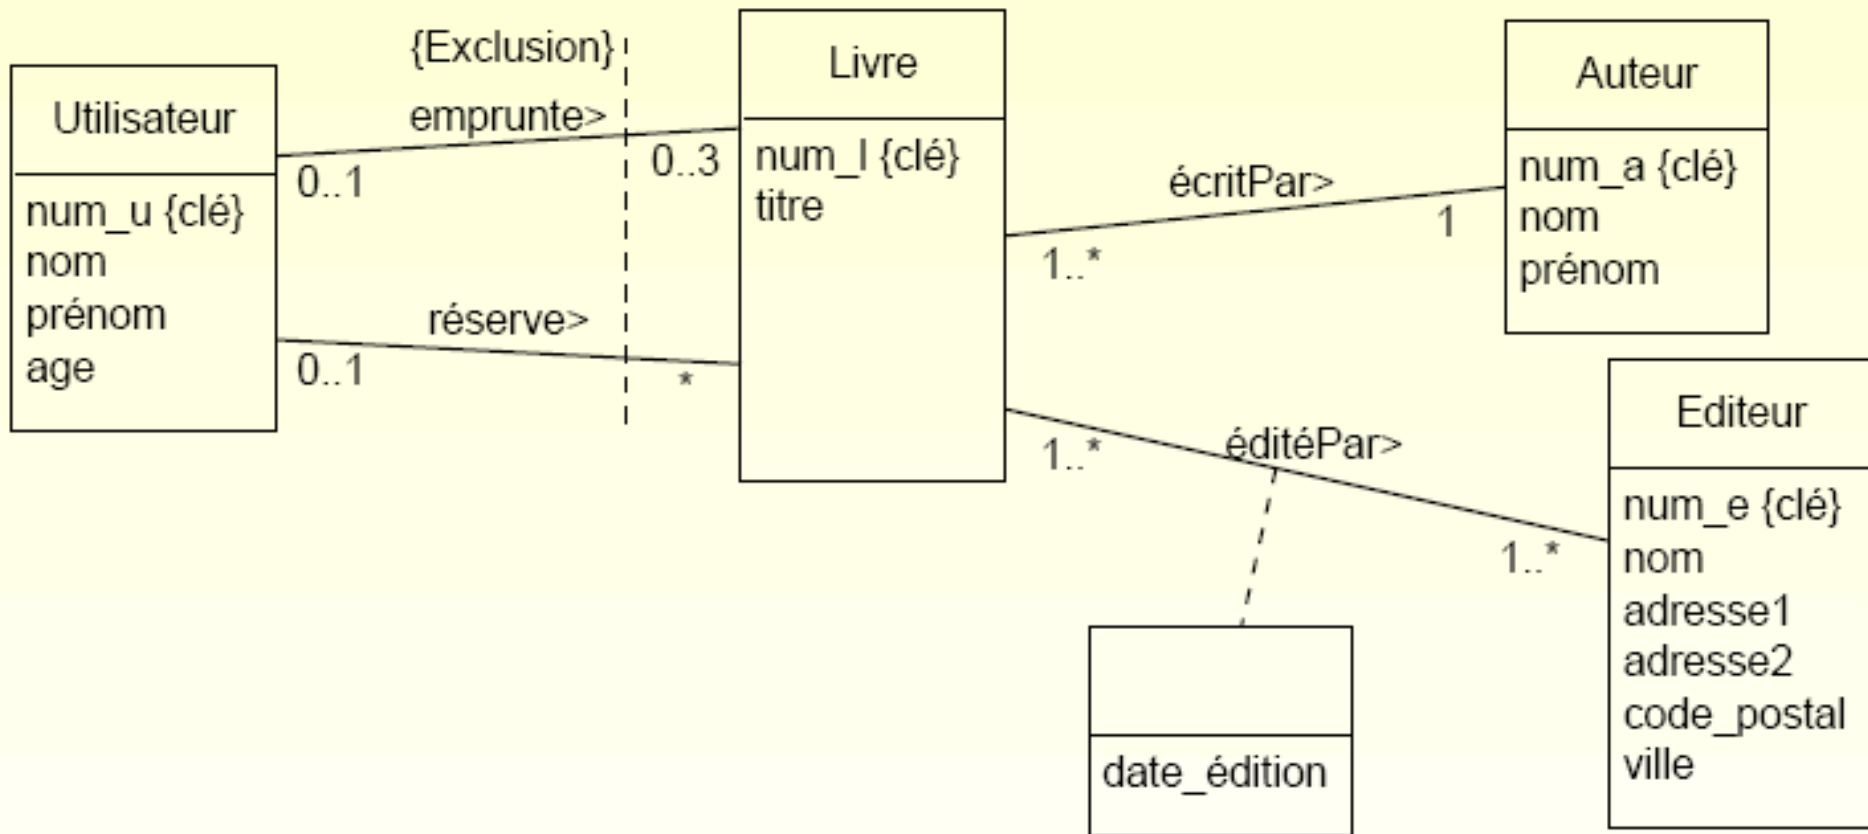 {Exclusion}
Utilisateur
num_u {clé}
nom
prénom
age
emprunte>
0..1
0..3
réserve>
0..1
*
Livre
num_l {clé}
titre
écritPar>
1..*
1
Auteur
num_a {clé}
nom
prénom
éditéPar>
1..*
1..*
date_édition
Editeur
num_e {clé}
nom
adresse1
adresse2
code_postal
ville